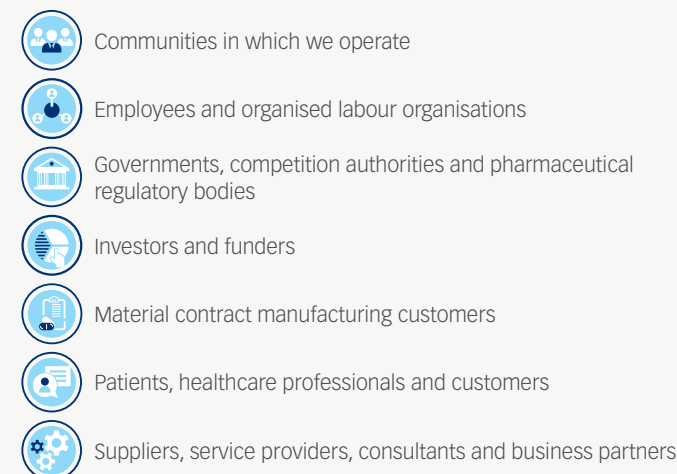 Communities in which we operate
Employees and organised labour organisations
Governments, competition authorities and pharmaceutical
regulatory bodies
Investors and funders
Material contract manufacturing customers
Patients, healthcare professionals and customers
Suppliers, service providers, consultants and business partners